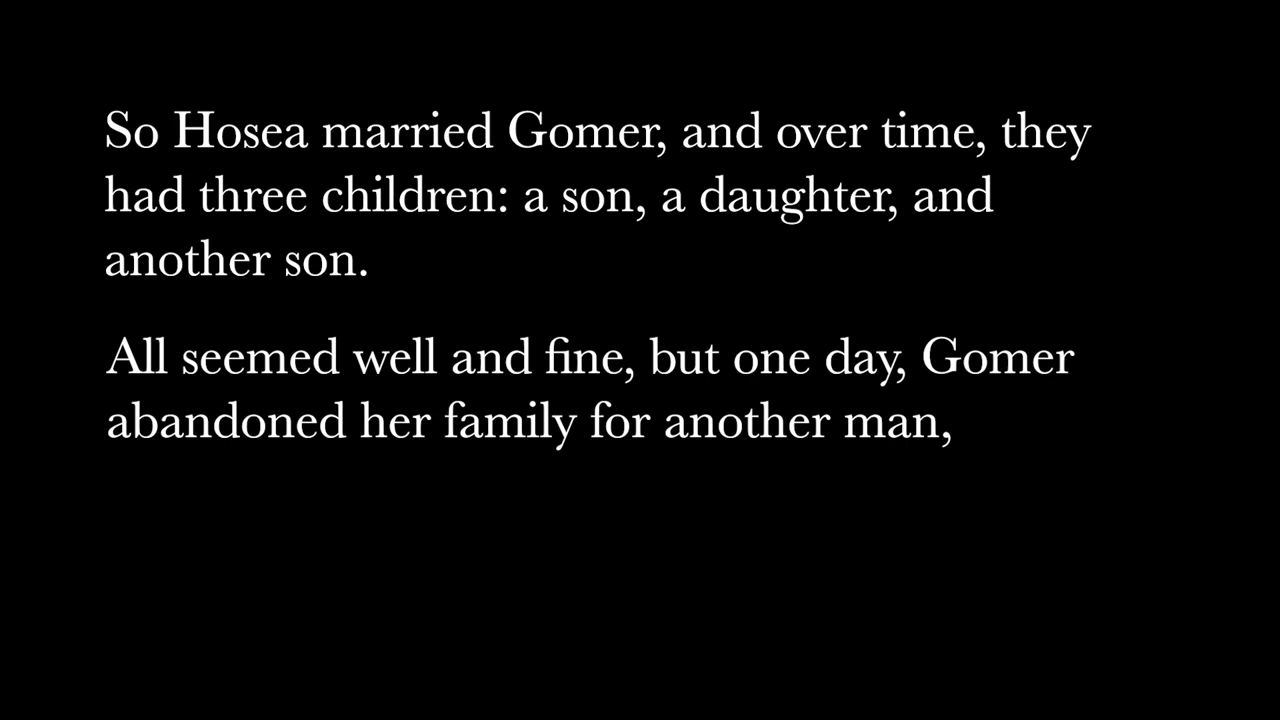 So Hosea married Gomer, and over time, they
had three children: a son, a daughter, and
another son.
All seemed well and fine, but one day, Gomer
abandoned her family for another man,